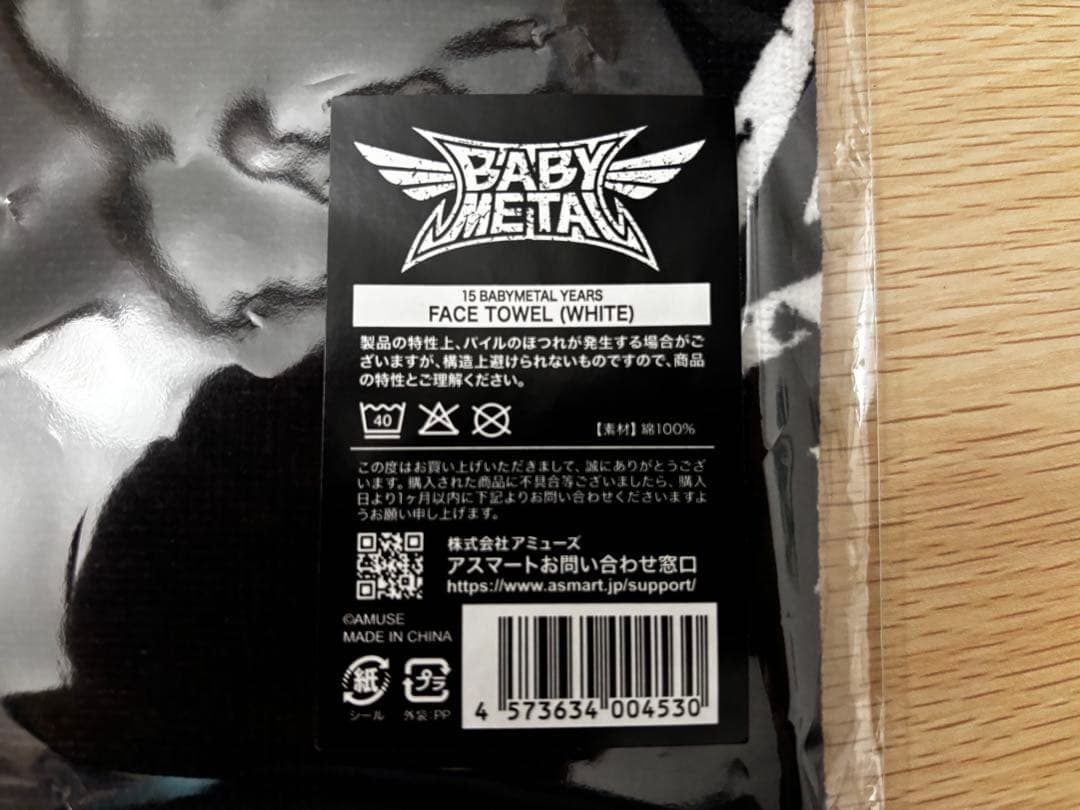 BABY
METAL
15 BABYMETAL YEARS
FACE TOWEL (WHITE)
製品の特性上、パイルのほつれが発生する場合がご
ざいますが、構造上避けられないものですので、商品
の特性とご理解ください。
40
【素材】綿100%
この度はお買い上げいただきまして、誠にありがとうござ
います。購入された商品に不具合等ございましたら、購入
日より1ヶ月以内に下記よりお問い合わせくださいますよ
うお願い申し上げます。
株式会社アミューズ
アスマートお問い合わせ窓口
https://www.asmart.jp/support/
©AMUSE
MADE IN CHINA
紙
プラ
シール
外袋:PP
4 573634 004530